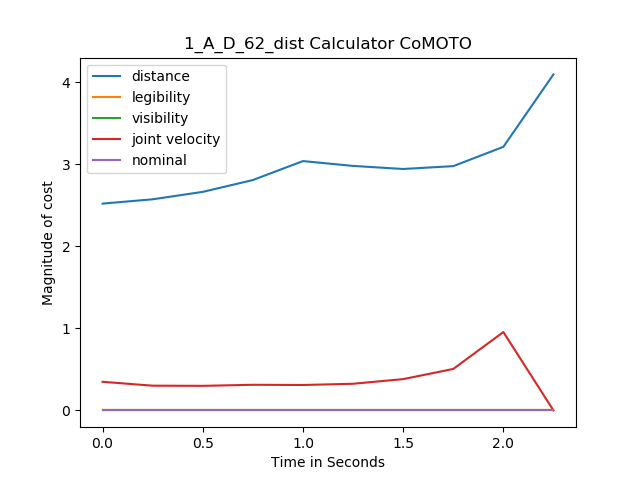 1_A_D_62_dist Calculator CoMOTO
distance
legibility
visibility
joint velocity
nominal
4
3
2
1
0
Magnitude of cost
0.0 0.5 1.0 1.5 2.0
Time in Seconds